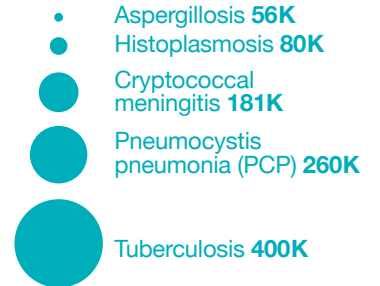 Aspergillosis 56K
Histoplasmosis 80K
Cryptococcal
meningitis 181K
Pneumocystis
pneumonia (PCP) 260K
Tuberculosis 400K